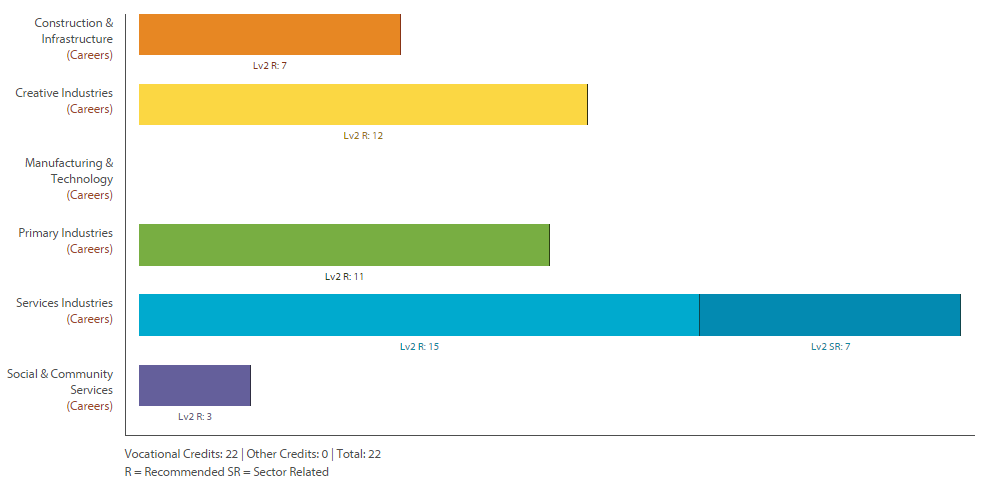 Construction &
Infrastructure
(Careers)
Lv2 R: 7
Creative Industries
(Careers)
Lv2 R: 12
Manufacturing &
Technology
(Careers)
Primary Industries
(Careers)
Lv2 R: 11
Services Industries
(Careers)
Lv2 R: 15
Lv2 SR: 7
Social & Community
Services
(Careers)
Lv2 R: 3
Vocational Credits: 22 | Other Credits: 0 | Total: 22
R = Recommended SR = Sector Related